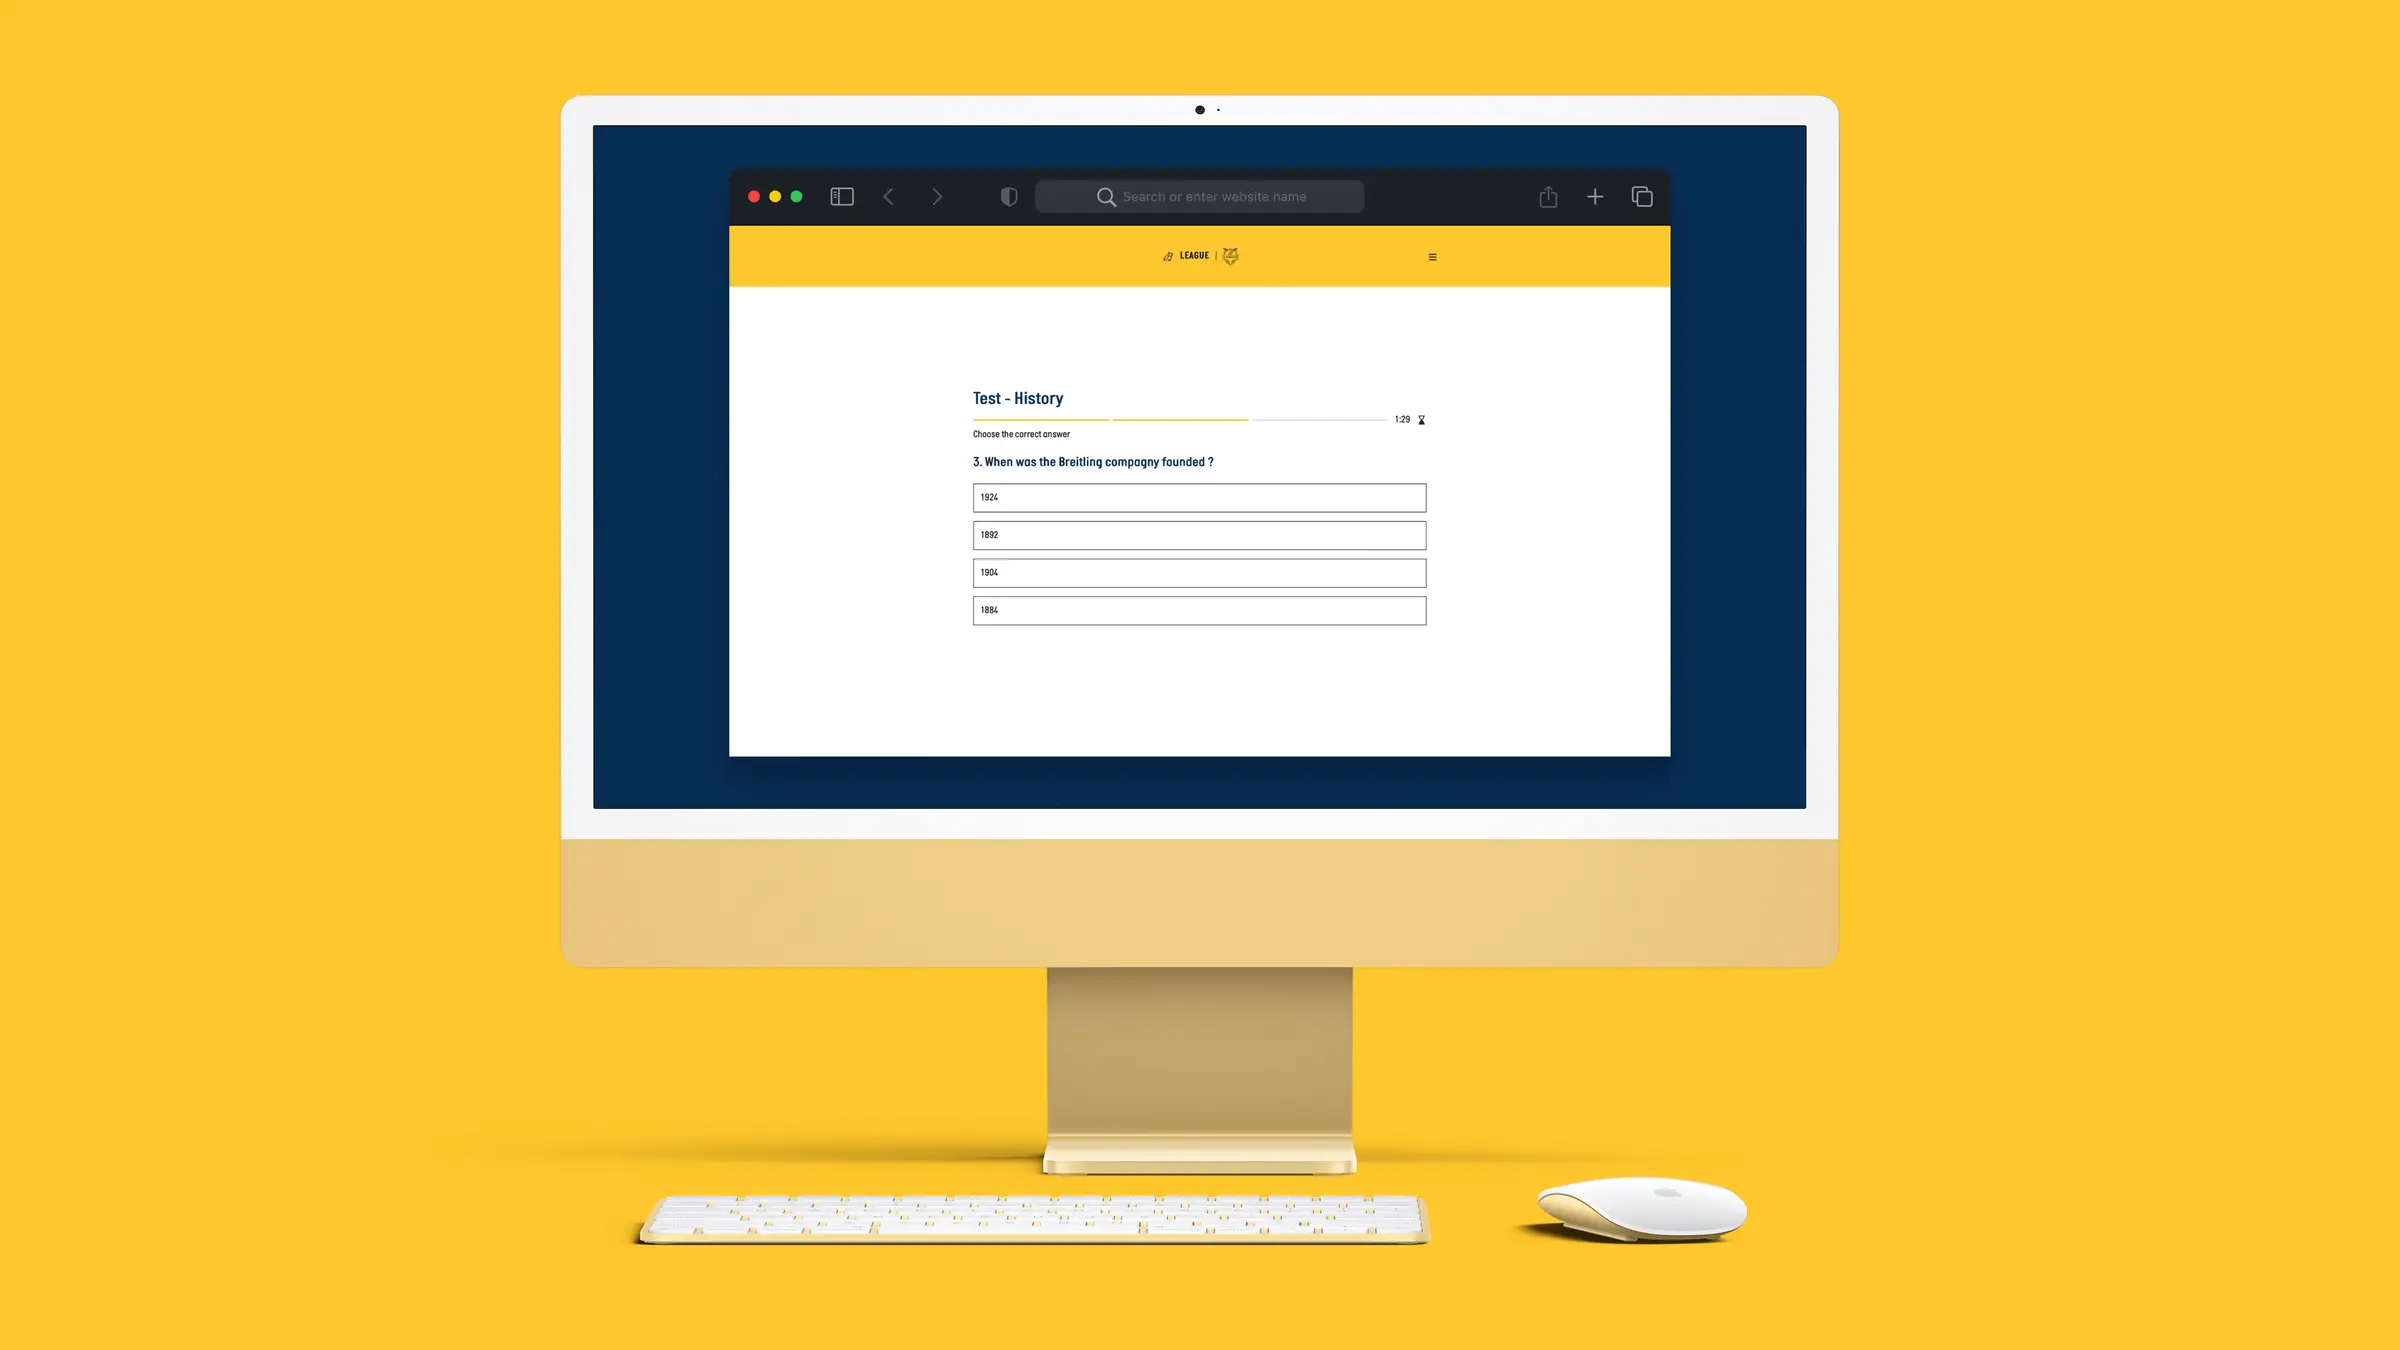 Search or enter website name
LEAGUE |
Test - History
1:29
Choose the correct answer
3. When was the Breitling compagny founded ?
1924
1892
1904
1884